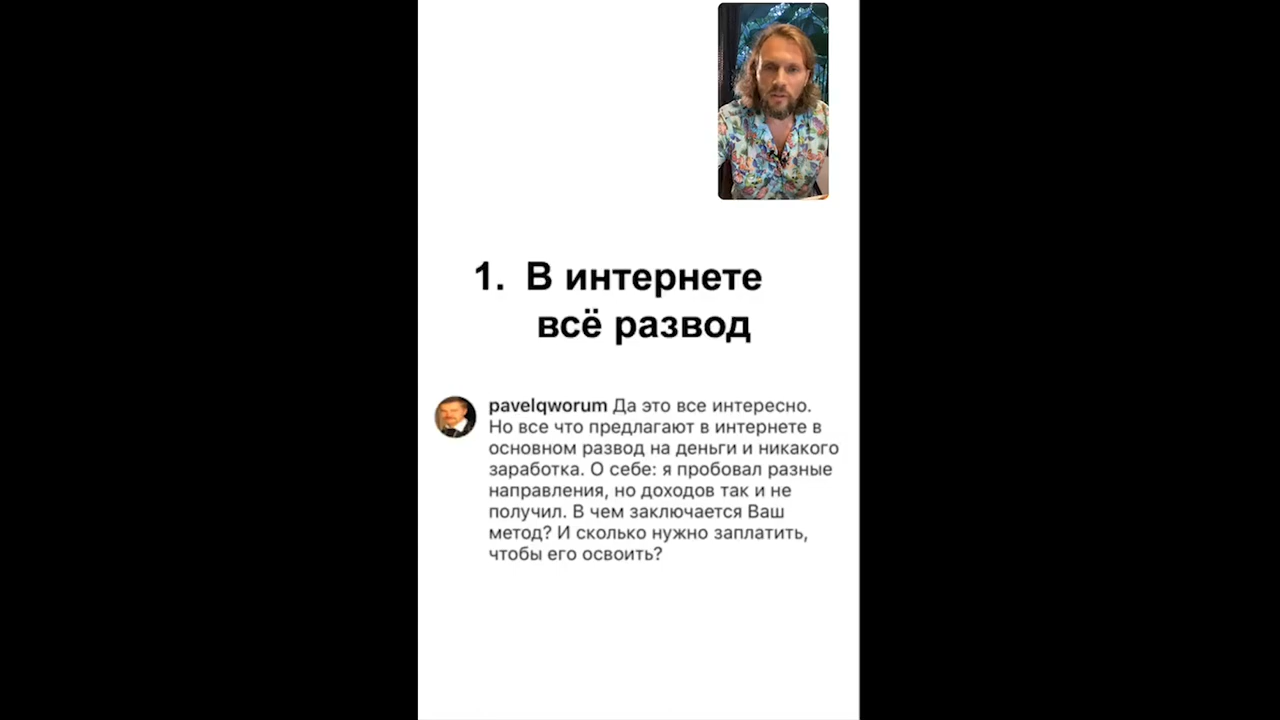 1. В интернете
всё развод
pavelqworum Да это все интересно.
Но все что предлагают в интернете в
основном развод на деньги и никакого
заработка. О себе: я пробовал разные
направления, но доходов так и не
получил. В чем заключается Ваш
метод? И сколько нужно заплатить,
чтобы его освоить?